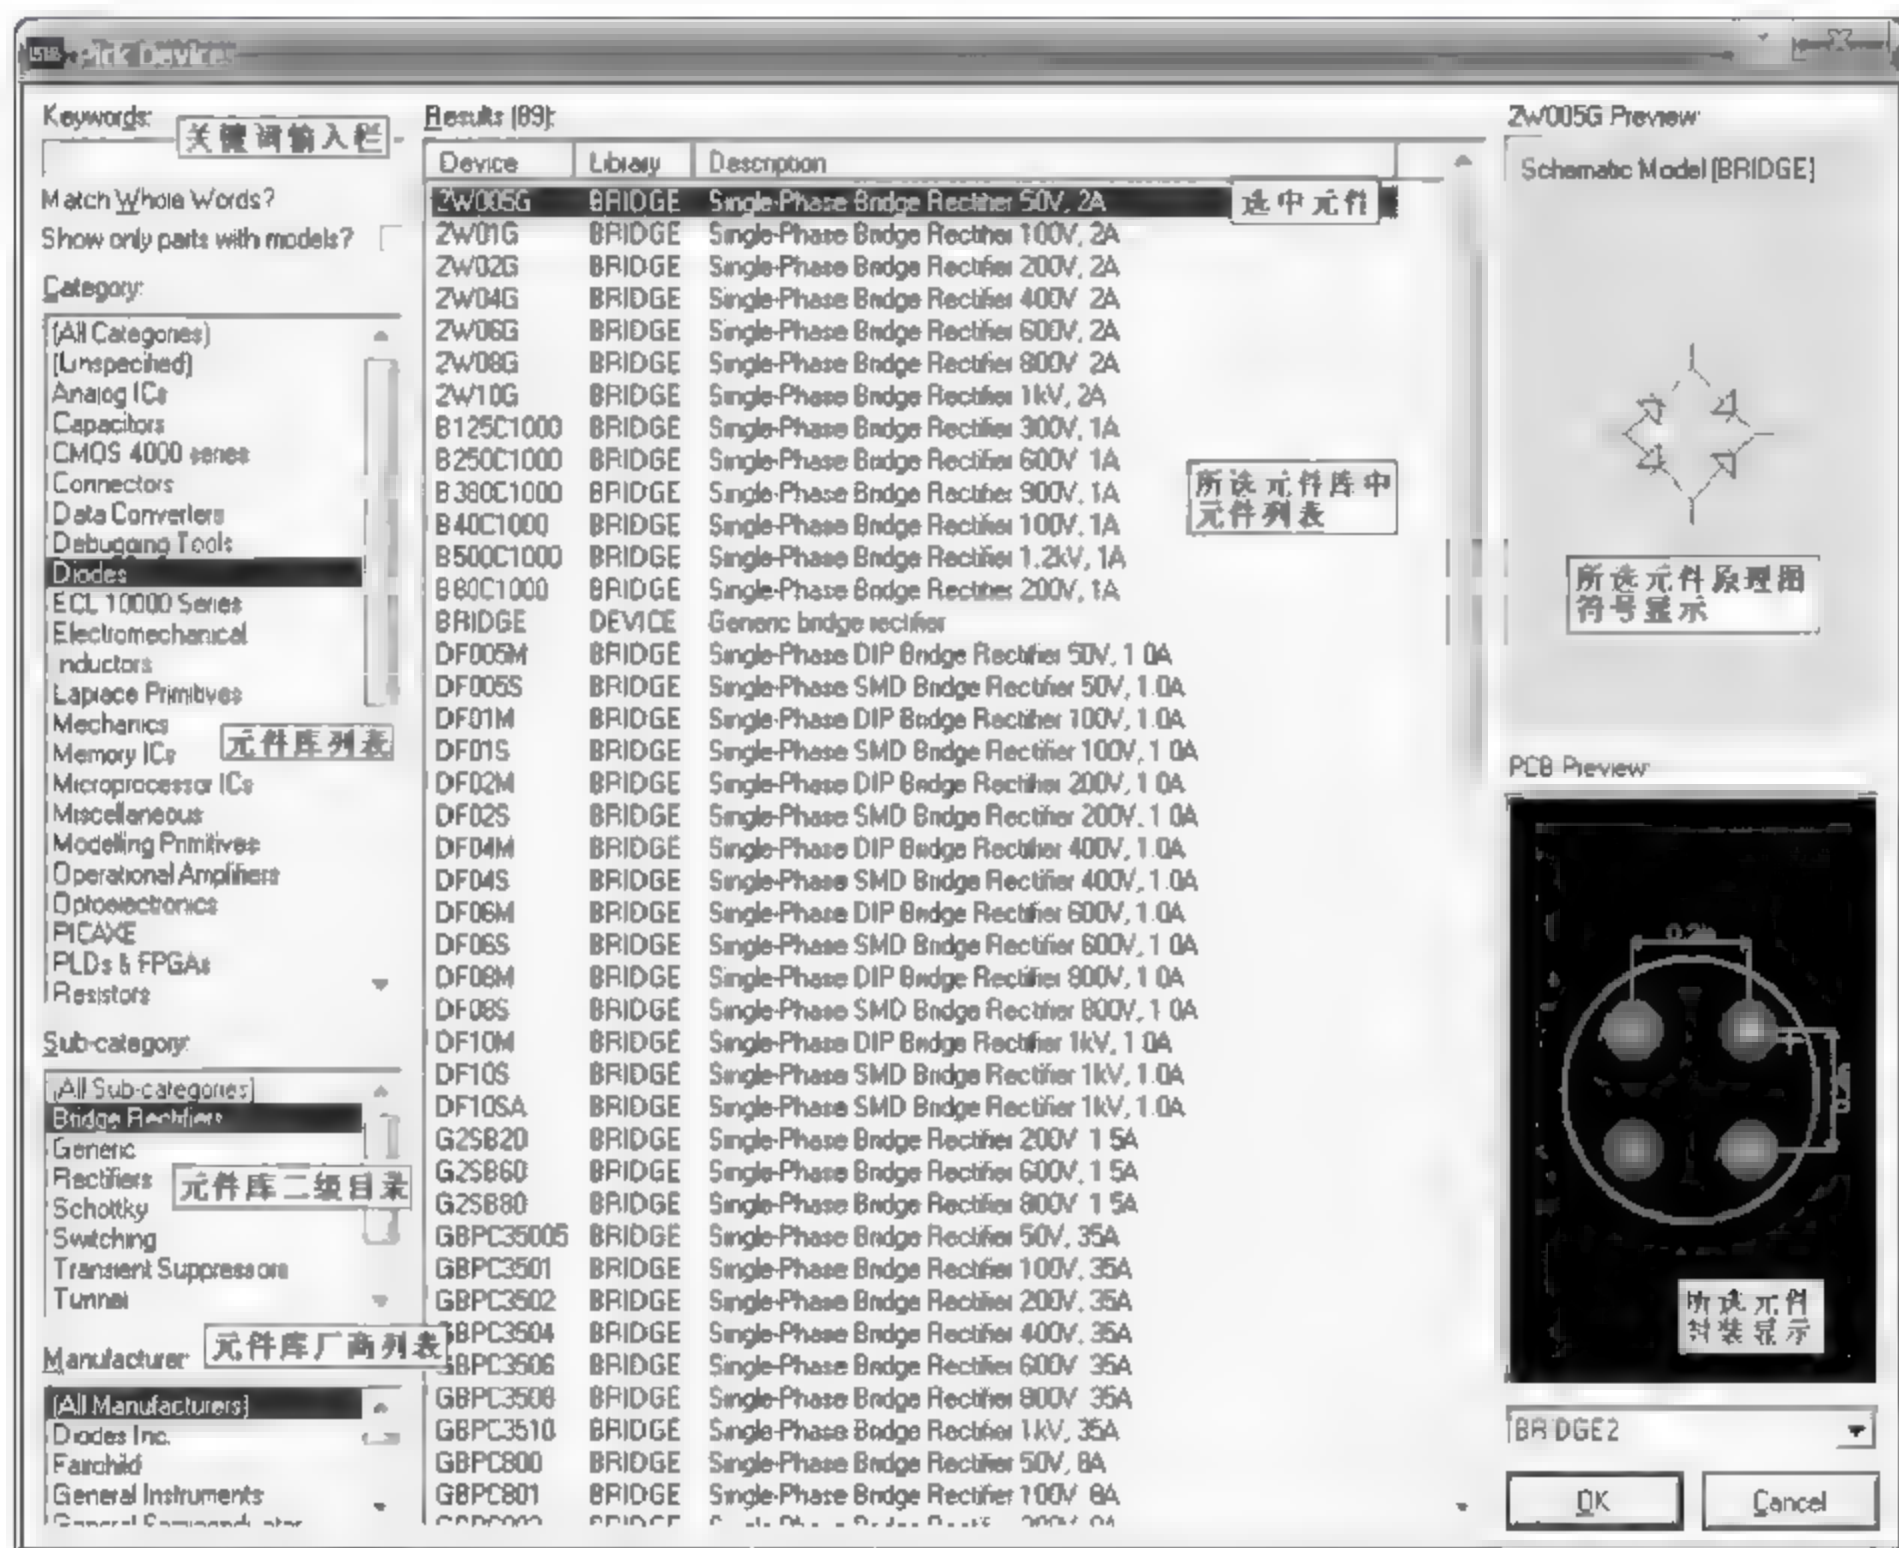 ISIS Pick Devices
Keywords:
关键词输入栏
Match Whole Words?
Show only parts with models?
Category:
(All Categories)
(Unspecified)
Analog ICs
Capacitors
CMOS 4000 series
Connectors
Data Converters
Debugging Tools
Diodes
ECL 10000 Series
Electromechanical
Inductors
Laplace Primitives
Mechanics
Memory ICs
元件库列表
Microprocessor ICs
Miscellaneous
Modelling Primitives
Operational Amplifiers
Optoelectronics
PICAXE
PLDs & FPGAs
Resistors
Sub-category:
(All Sub-categories)
Bridge Rectifiers
Generic
Rectifiers
元件库二级目录
Schottky
Switching
Transient Suppressors
Tunnel
Manufacturer:
元件库厂商列表
(All Manufacturers)
Diodes Inc.
Fairchild
General Instruments
General Semiconductor
Results (89):
Device Library Description
2W005G BRIDGE Single-Phase Bridge Rectifier 50V, 2A
选中元件
2W01G BRIDGE Single-Phase Bridge Rectifier 100V, 2A
2W02G BRIDGE Single-Phase Bridge Rectifier 200V, 2A
2W04G BRIDGE Single-Phase Bridge Rectifier 400V, 2A
2W06G BRIDGE Single-Phase Bridge Rectifier 600V, 2A
2W08G BRIDGE Single-Phase Bridge Rectifier 800V, 2A
2W10G BRIDGE Single-Phase Bridge Rectifier 1kV, 2A
B125C1000 BRIDGE Single-Phase Bridge Rectifier 300V, 1A
B250C1000 BRIDGE Single-Phase Bridge Rectifier 600V, 1A
B380C1000 BRIDGE Single-Phase Bridge Rectifier 900V, 1A
B40C1000 BRIDGE Single-Phase Bridge Rectifier 100V, 1A
B500C1000 BRIDGE Single-Phase Bridge Rectifier 1.2kV, 1A
B80C1000 BRIDGE Single-Phase Bridge Rectifier 200V, 1A
所选元件库中
元件列表
BRIDGE DEVICE Generic bridge rectifier
DF005M BRIDGE Single-Phase DIP Bridge Rectifier 50V, 1.0A
DF005S BRIDGE Single-Phase SMD Bridge Rectifier 50V, 1.0A
DF01M BRIDGE Single-Phase DIP Bridge Rectifier 100V, 1.0A
DF01S BRIDGE Single-Phase SMD Bridge Rectifier 100V, 1.0A
DF02M BRIDGE Single-Phase DIP Bridge Rectifier 200V, 1.0A
DF02S BRIDGE Single-Phase SMD Bridge Rectifier 200V, 1.0A
DF04M BRIDGE Single-Phase DIP Bridge Rectifier 400V, 1.0A
DF04S BRIDGE Single-Phase SMD Bridge Rectifier 400V, 1.0A
DF06M BRIDGE Single-Phase DIP Bridge Rectifier 600V, 1.0A
DF06S BRIDGE Single-Phase SMD Bridge Rectifier 600V, 1.0A
DF08M BRIDGE Single-Phase DIP Bridge Rectifier 800V, 1.0A
DF08S BRIDGE Single-Phase SMD Bridge Rectifier 800V, 1.0A
DF10M BRIDGE Single-Phase DIP Bridge Rectifier 1kV, 1.0A
DF10S BRIDGE Single-Phase SMD Bridge Rectifier 1kV, 1.0A
DF10SA BRIDGE Single-Phase SMD Bridge Rectifier 1kV, 1.0A
G2SB20 BRIDGE Single-Phase Bridge Rectifier 200V, 1.5A
G2SB60 BRIDGE Single-Phase Bridge Rectifier 600V, 1.5A
G2SB80 BRIDGE Single-Phase Bridge Rectifier 800V, 1.5A
GBPC35005 BRIDGE Single-Phase Bridge Rectifier 50V, 35A
GBPC3501 BRIDGE Single-Phase Bridge Rectifier 100V, 35A
GBPC3502 BRIDGE Single-Phase Bridge Rectifier 200V, 35A
GBPC3504 BRIDGE Single-Phase Bridge Rectifier 400V, 35A
GBPC3506 BRIDGE Single-Phase Bridge Rectifier 600V, 35A
GBPC3508 BRIDGE Single-Phase Bridge Rectifier 800V, 35A
GBPC3510 BRIDGE Single-Phase Bridge Rectifier 1kV, 35A
GBPC800 BRIDGE Single-Phase Bridge Rectifier 50V, 8A
GBPC801 BRIDGE Single-Phase Bridge Rectifier 100V, 8A
2W005G Preview:
Schematic Model [BRIDGE]
所选元件原理图
符号显示
PCB Preview:
所选元件
封装显示
BRIDGE2
OK Cancel